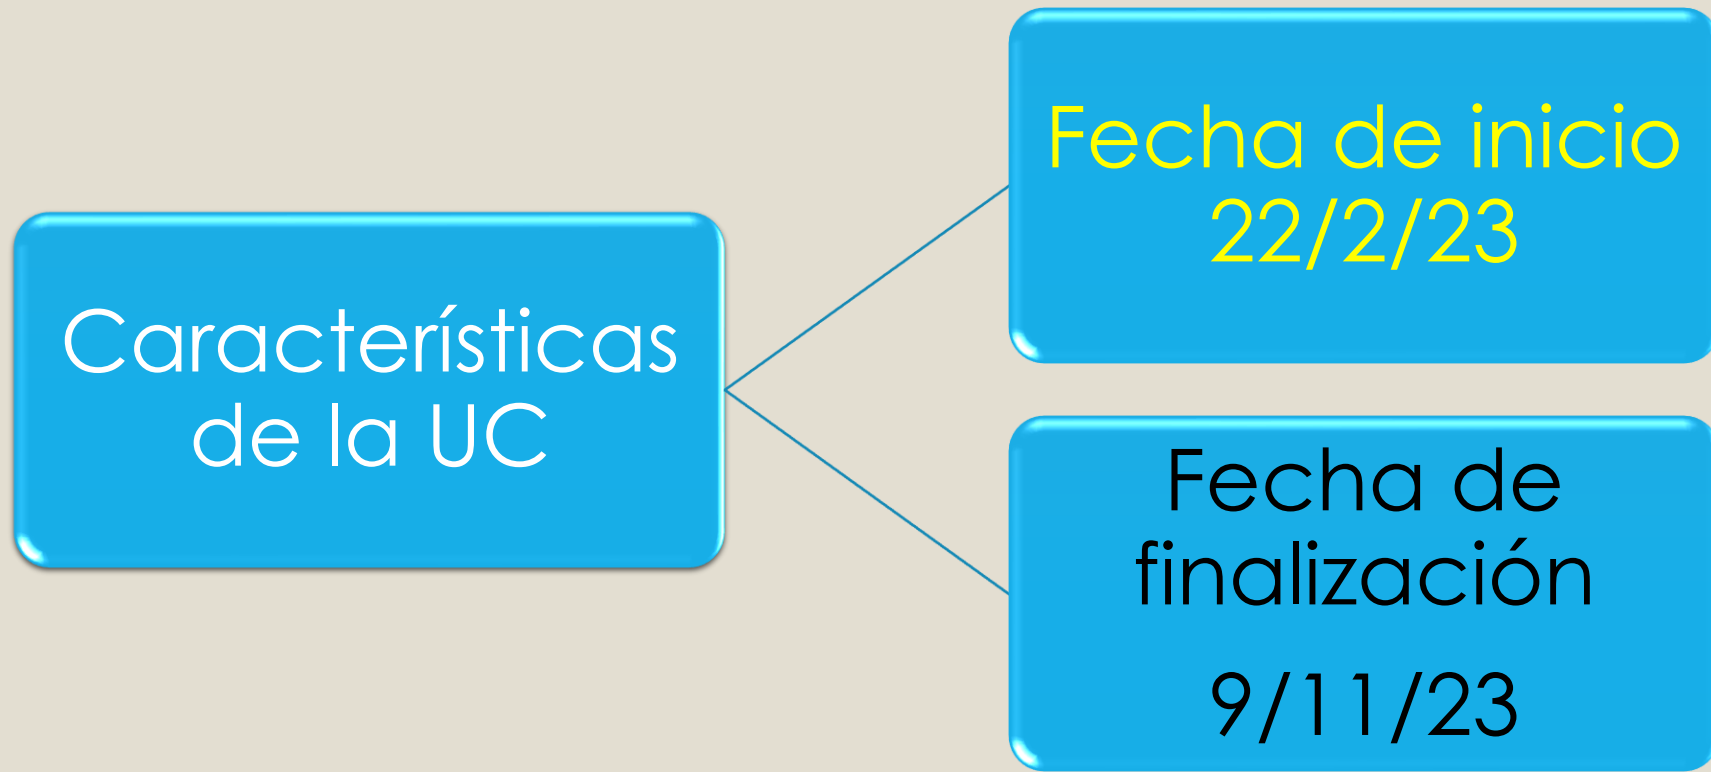 Características
de la UC
Fecha de inicio
22/2/23
Fecha de
finalización
9/11/23